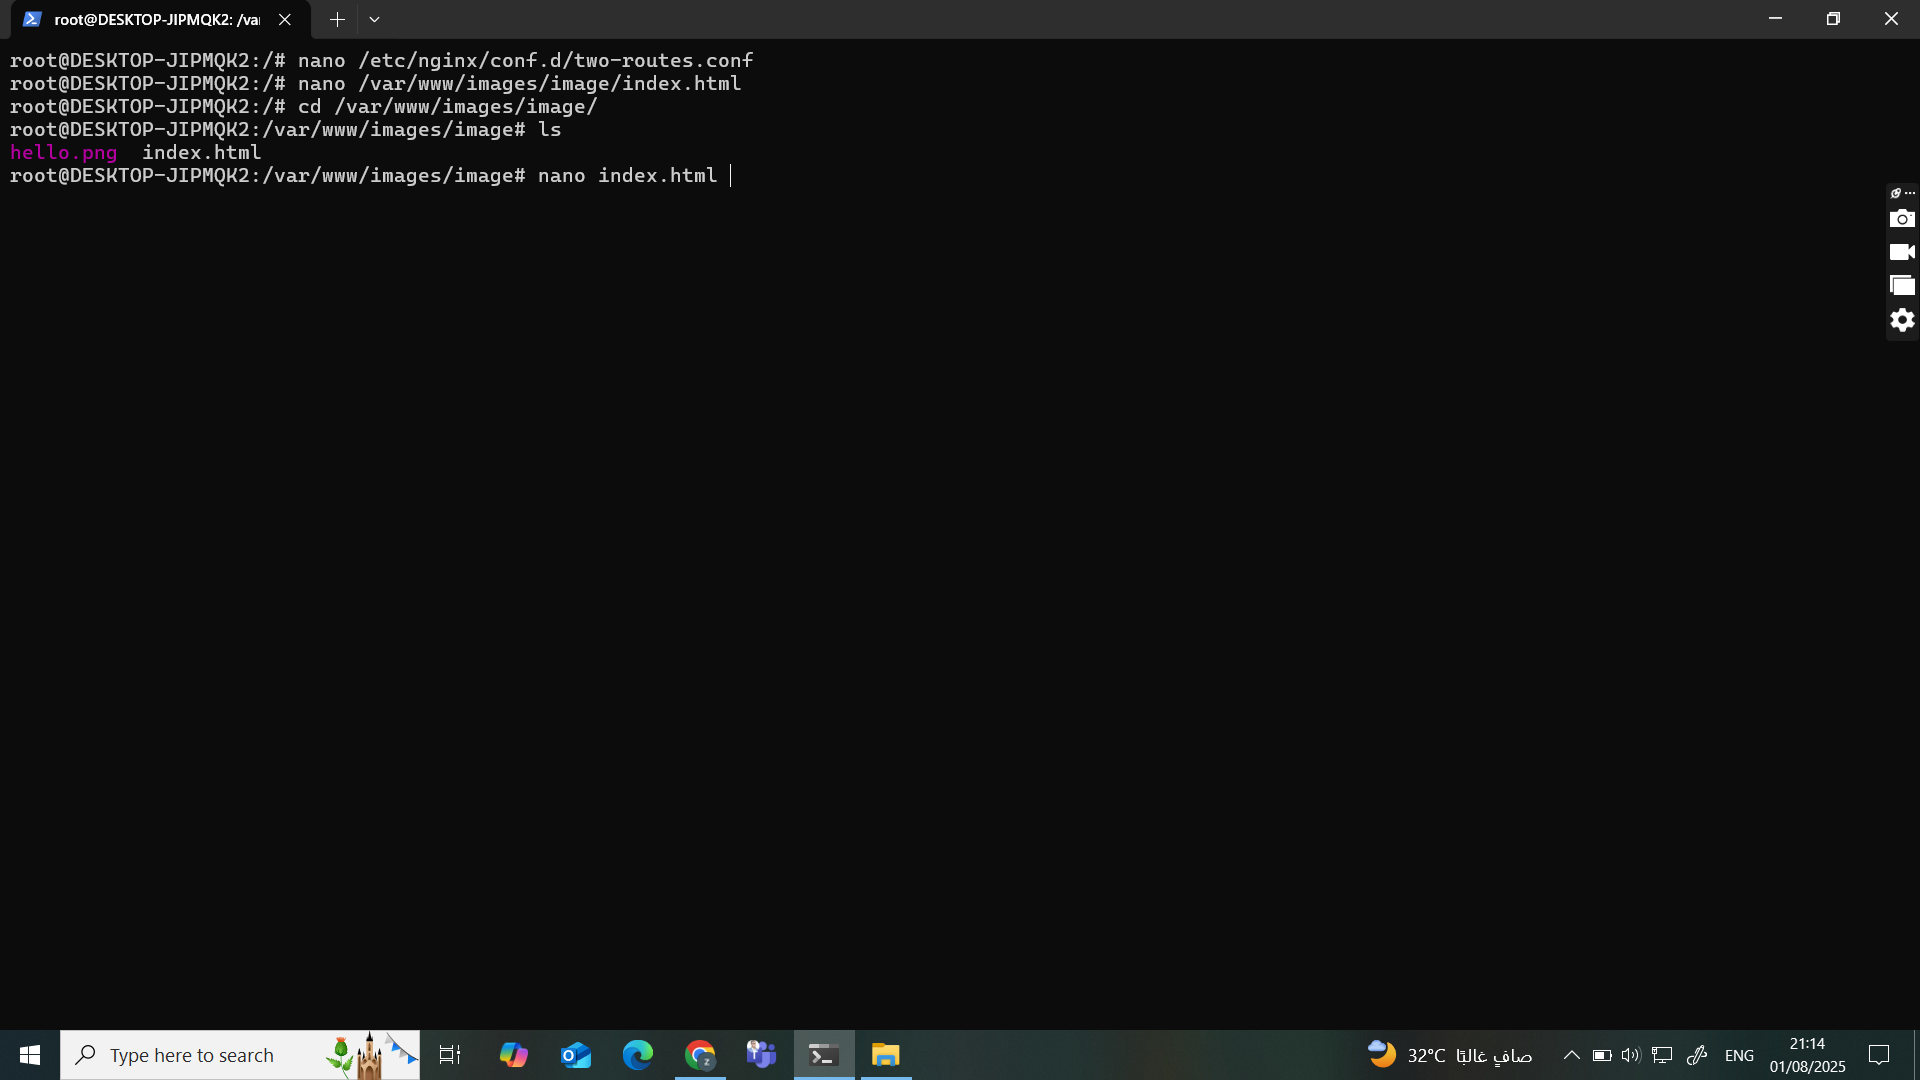 root@DESKTOP-JIPMQK2: /va
root@DESKTOP-JIPMQK2:/# nano /etc/nginx/conf.d/two-routes.conf
root@DESKTOP-JIPMQK2:/# nano /var/www/images/image/index.html
root@DESKTOP-JIPMQK2:/# cd /var/www/images/image/
root@DESKTOP-JIPMQK2:/var/www/images/image# ls
hello.png  index.html
root@DESKTOP-JIPMQK2:/var/www/images/image# nano index.html
Type here to search
32°C صافٍ غالبًا
ENG
21:14
01/08/2025